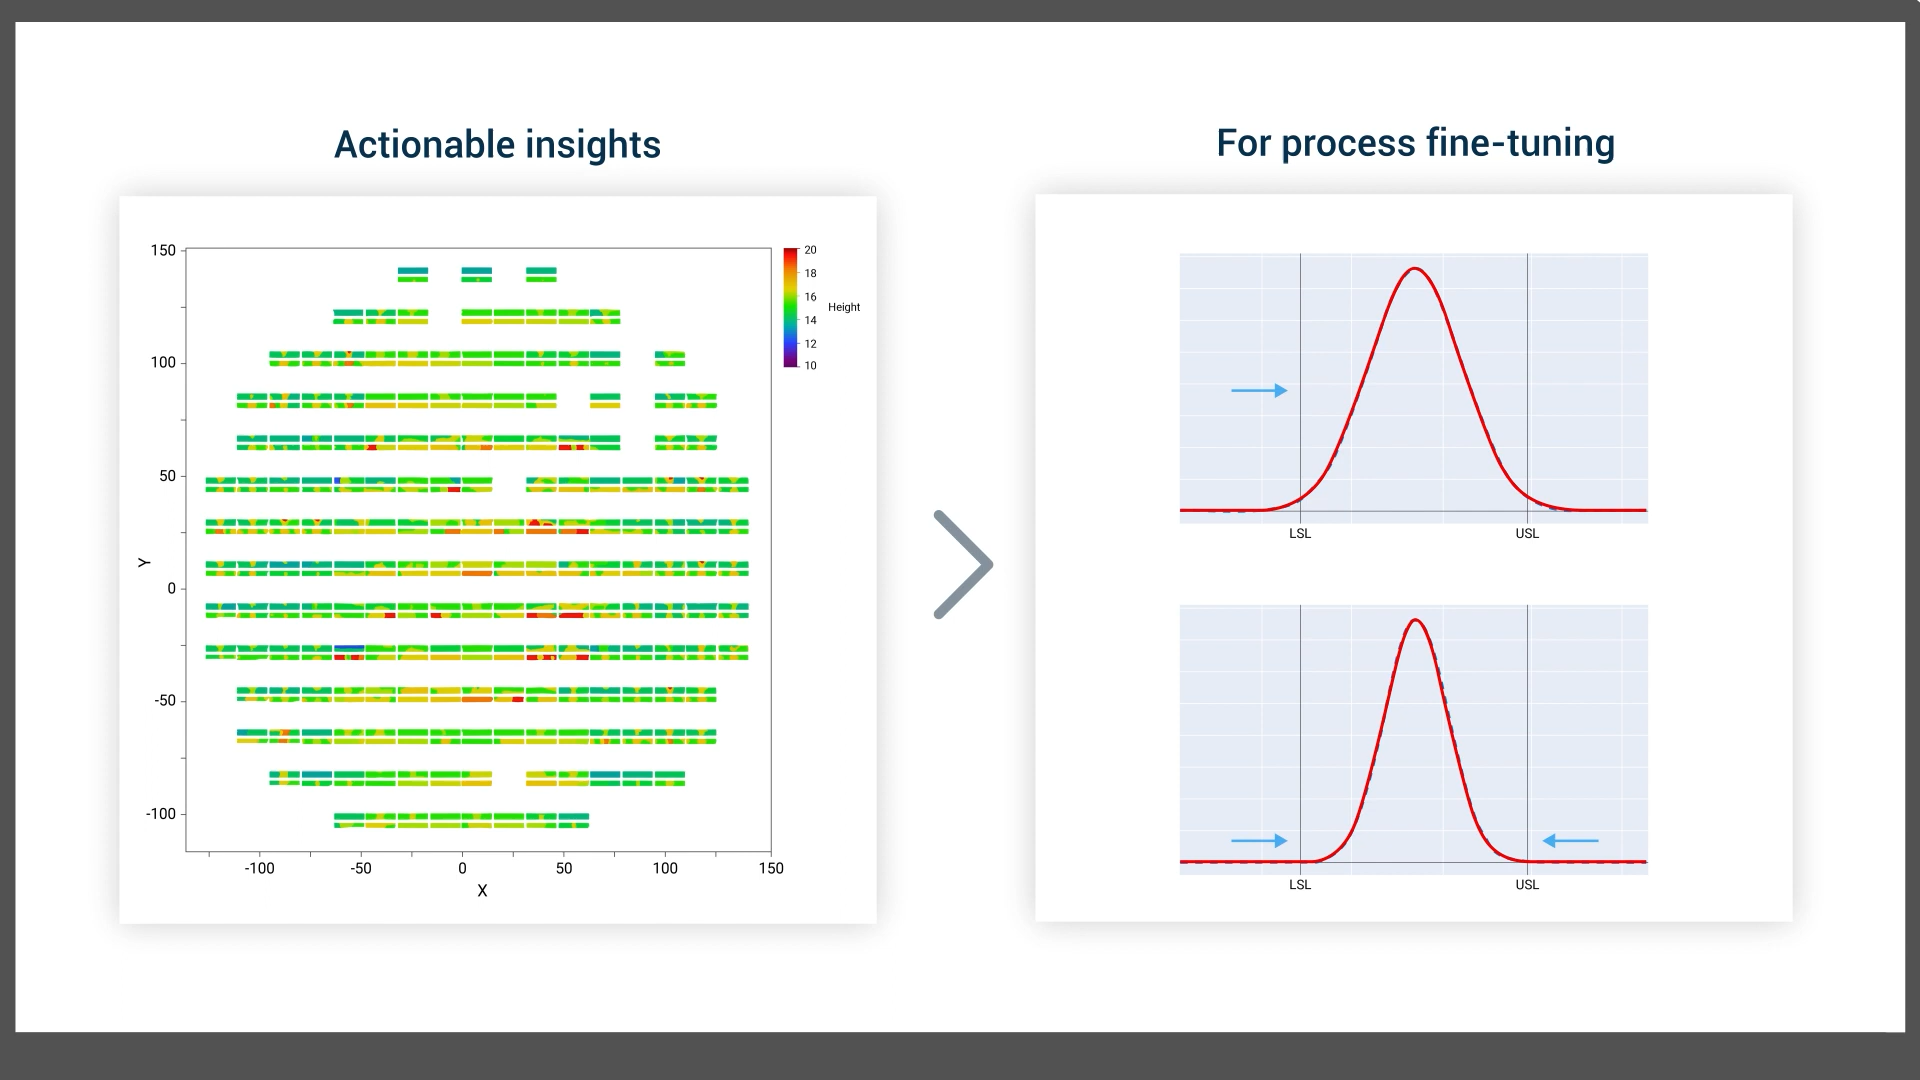 Actionable insights
For process fine-tuning
150
100
50
0
-50
-100
Y
-100
-50
0
50
100
150
X
20
18
16
14
12
10
Height
LSL
USL
LSL
USL